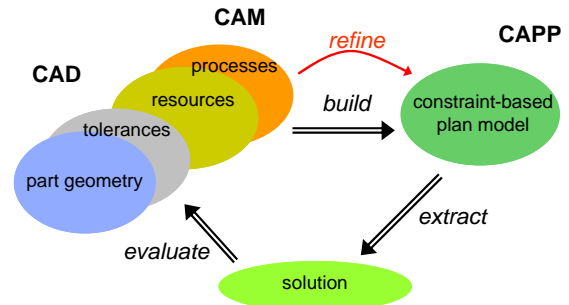 CAM
refine
CAPP
CAD
processes
resources
build
constraint-based
plan model
tolerances
part geometry
extract
evaluate
solution